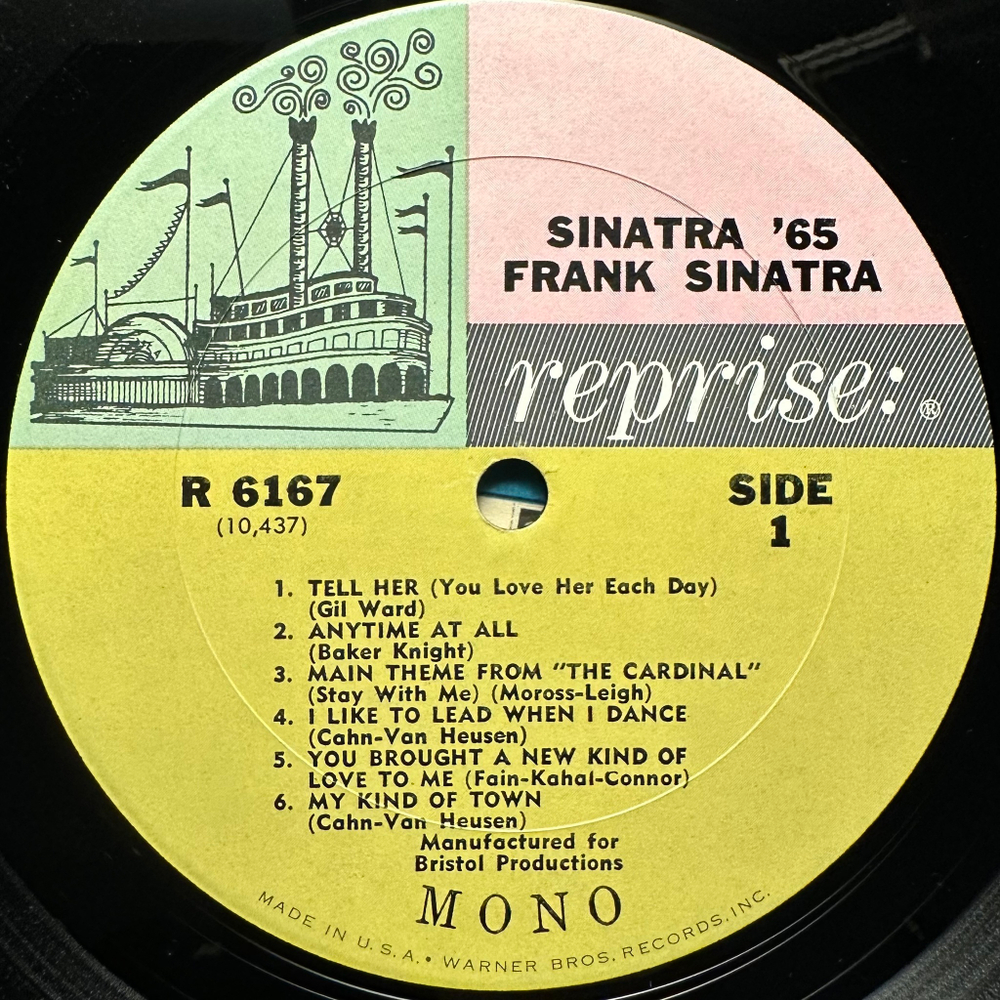 SINATRA '65
FRANK SINATRA
reprise:®
R 6167
(10,437)
SIDE
1
1. TELL HER (You Love Her Each Day)
(Gil Ward)
2. ANYTIME AT ALL
(Baker Knight)
3. MAIN THEME FROM "THE CARDINAL"
(Stay With Me) (Moross-Leigh)
4. I LIKE TO LEAD WHEN I DANCE
(Cahn-Van Heusen)
5. YOU BROUGHT A NEW KIND OF
LOVE TO ME (Fain-Kahal-Connor)
6. MY KIND OF TOWN
(Cahn-Van Heusen)
Manufactured for
Bristol Productions
MONO
MADE IN U.S.A. • WARNER BROS. RECORDS, INC.